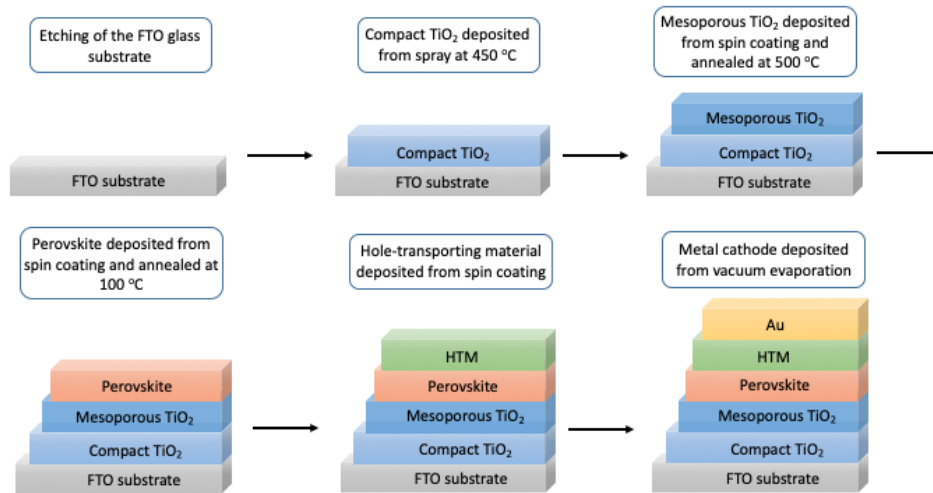 Etching of the FTO glass
substrate
Compact TiO₂ deposited
from spray at 450 °C
Mesoporous TiO₂ deposited
from spin coating and
annealed at 500 °C
FTO substrate
Compact TiO₂
FTO substrate
Mesoporous TiO₂
Compact TiO₂
FTO substrate
Perovskite deposited from
spin coating and annealed at
100 °C
Hole-transporting material
deposited from spin coating
Metal cathode deposited
from vacuum evaporation
Perovskite
Mesoporous TiO₂
Compact TiO₂
FTO substrate
HTM
Perovskite
Mesoporous TiO₂
Compact TiO₂
FTO substrate
Au
HTM
Perovskite
Mesoporous TiO₂
Compact TiO₂
FTO substrate